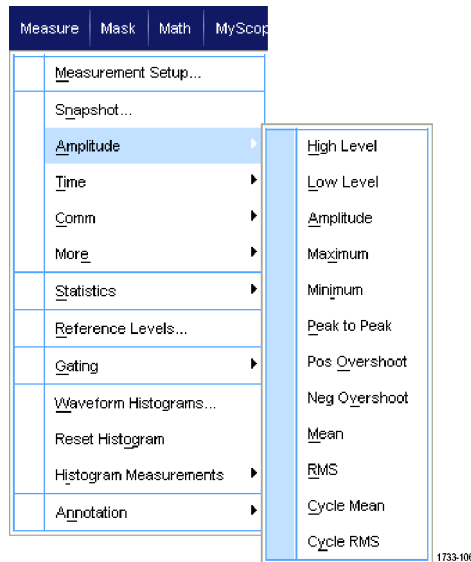 Measure Mask Math MyScop
Measurement Setup...
Snapshot...
Amplitude
Time
Comm
More
Statistics
Reference Levels...
Gating
Waveform Histograms...
Reset Histogram
Histogram Measurements
Annotation
High Level
Low Level
Amplitude
Maximum
Minimum
Peak to Peak
Pos Overshoot
Neg Overshoot
Mean
RMS
Cycle Mean
Cycle RMS
1733-106